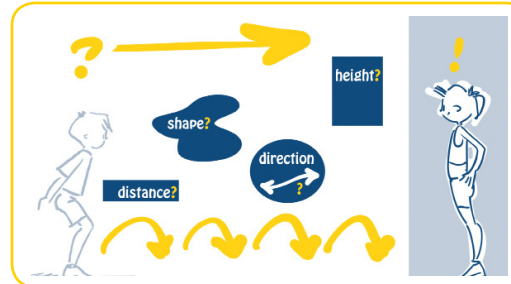 ?
!
height?
shape?
direction
?
distance?